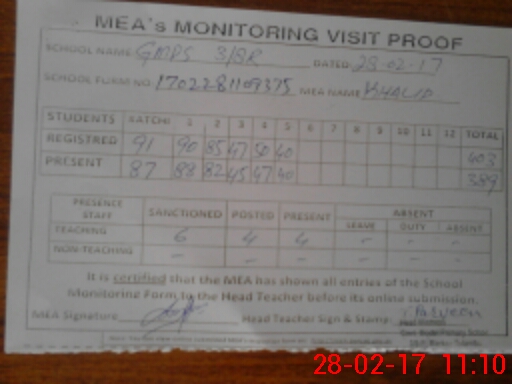 MEA's MONITORING VISIT PROOF
SCHOOL NAME GMPS 3/8R DATED 28-02-17
SCHOOL FORM NO. 1702281109375 MEA NAME KHALID
STUDENTS KATCHI 1 2 3 4 5 6 7 8 9 10 11 12 TOTAL
REGISTRED 91 90 85 47 50 40 403
PRESENT 87 88 82 45 47 40 389
PRESENCE STAFF SANCTIONED POSTED PRESENT ABSENT
LEAVE DUTY ABSENT
TEACHING 6 4 4 - - -
NON-TEACHING - - - - - -
It is certified that the MEA has shown all entries of the School
Monitoring Form to the Head Teacher before its online submission.
MEA Signature Head Teacher Sign & Stamp: Parveen
28-02-17 11:10